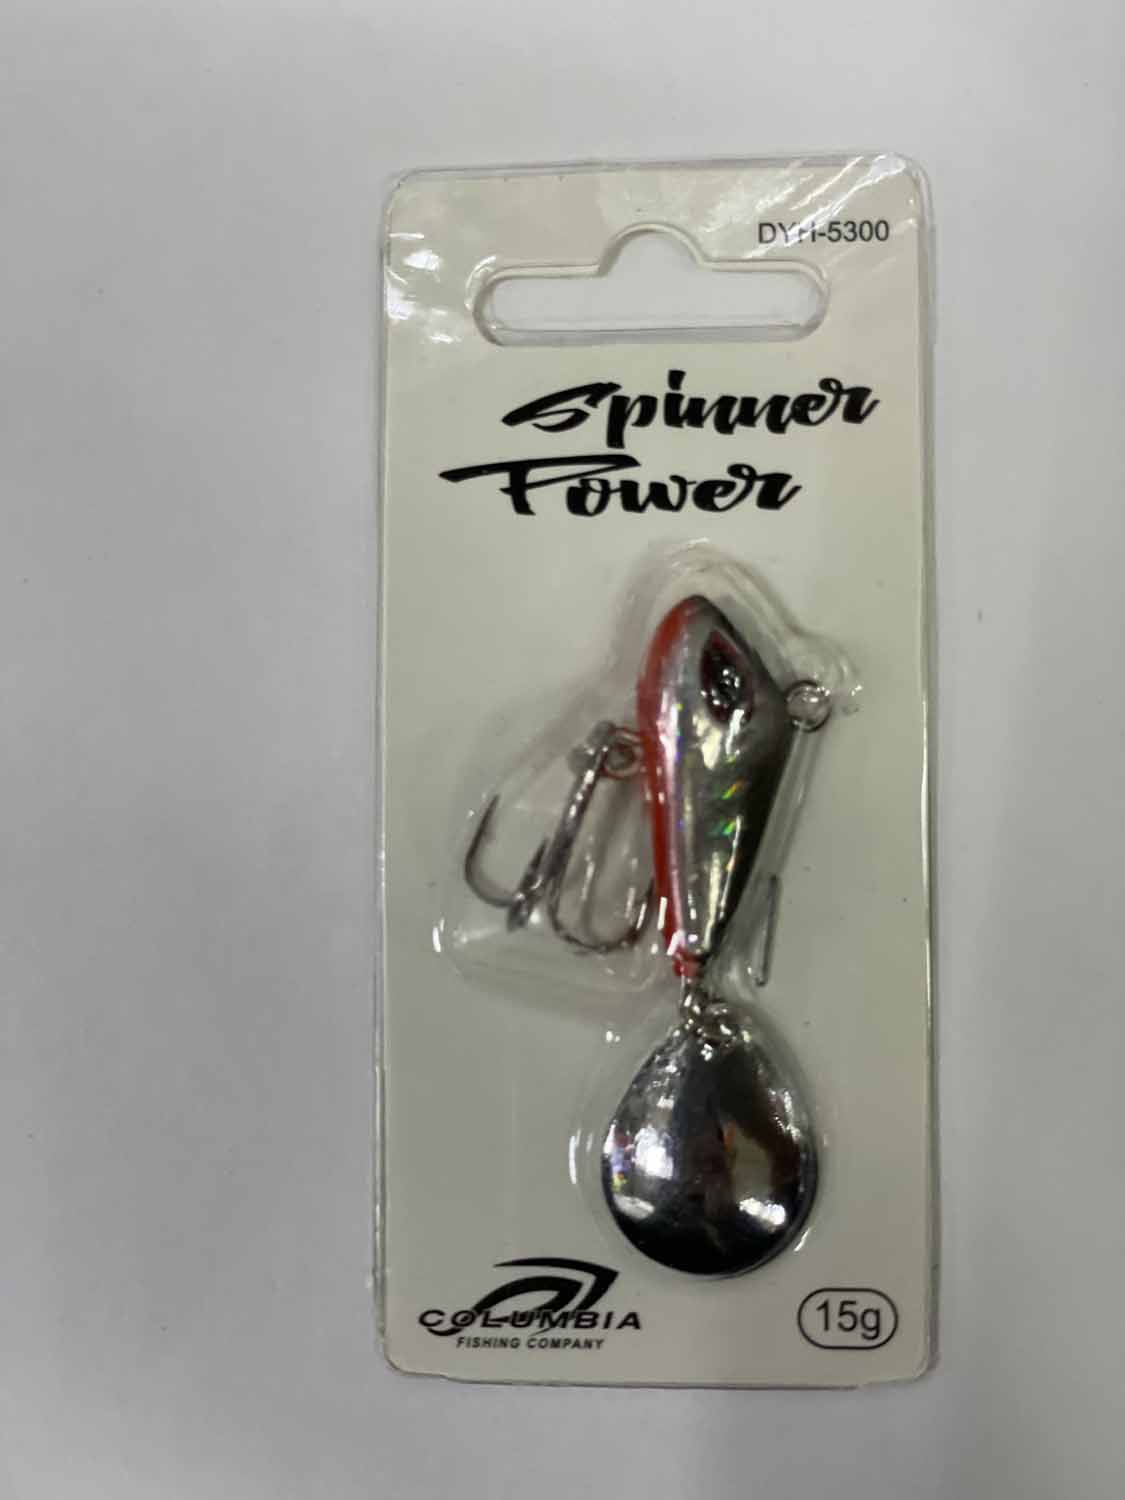 DYH-5300
Spinner
Power
COLUMBIA
FISHING COMPANY
15g